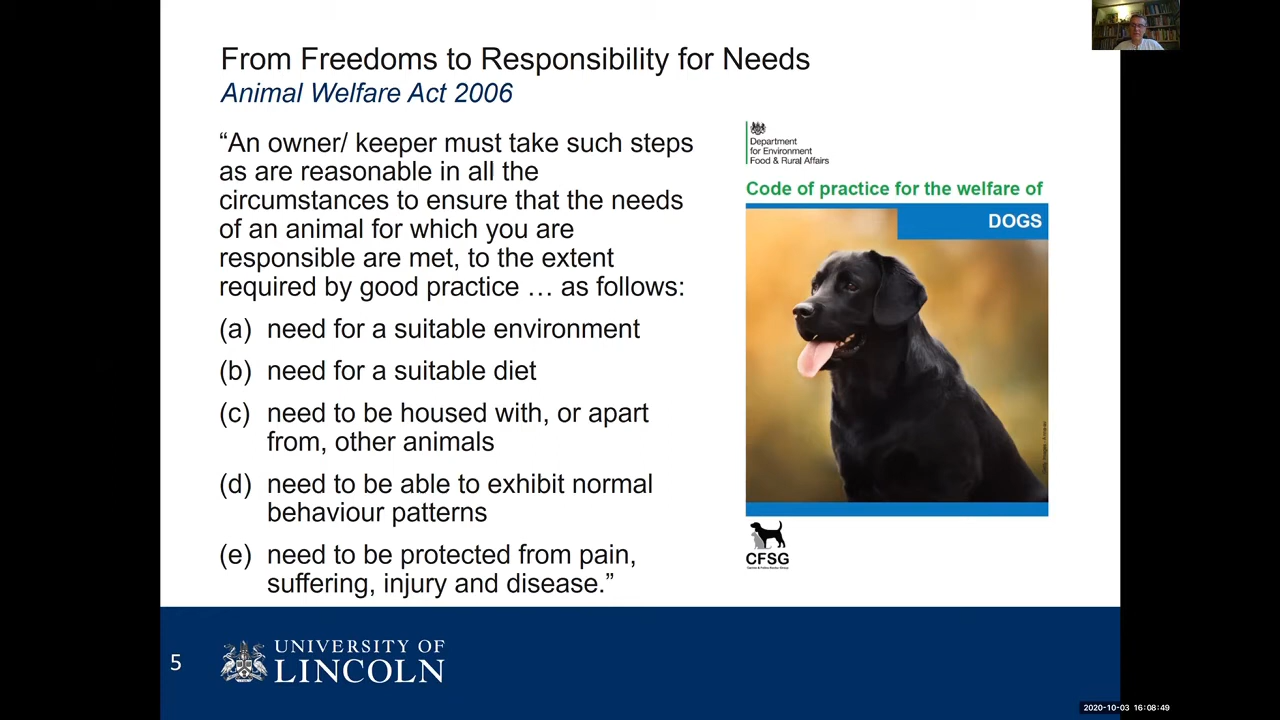 From Freedoms to Responsibility for Needs
Animal Welfare Act 2006
“An owner/ keeper must take such steps
as are reasonable in all the
circumstances to ensure that the needs
of an animal for which you are
responsible are met, to the extent
required by good practice … as follows:
(a) need for a suitable environment
(b) need for a suitable diet
(c) need to be housed with, or apart
from, other animals
(d) need to be able to exhibit normal
behaviour patterns
(e) need to be protected from pain,
suffering, injury and disease.”
Department
for Environment
Food & Rural Affairs
Code of practice for the welfare of
DOGS
CFSG
5
UNIVERSITY OF
LINCOLN
2020-10-03 16:08:49